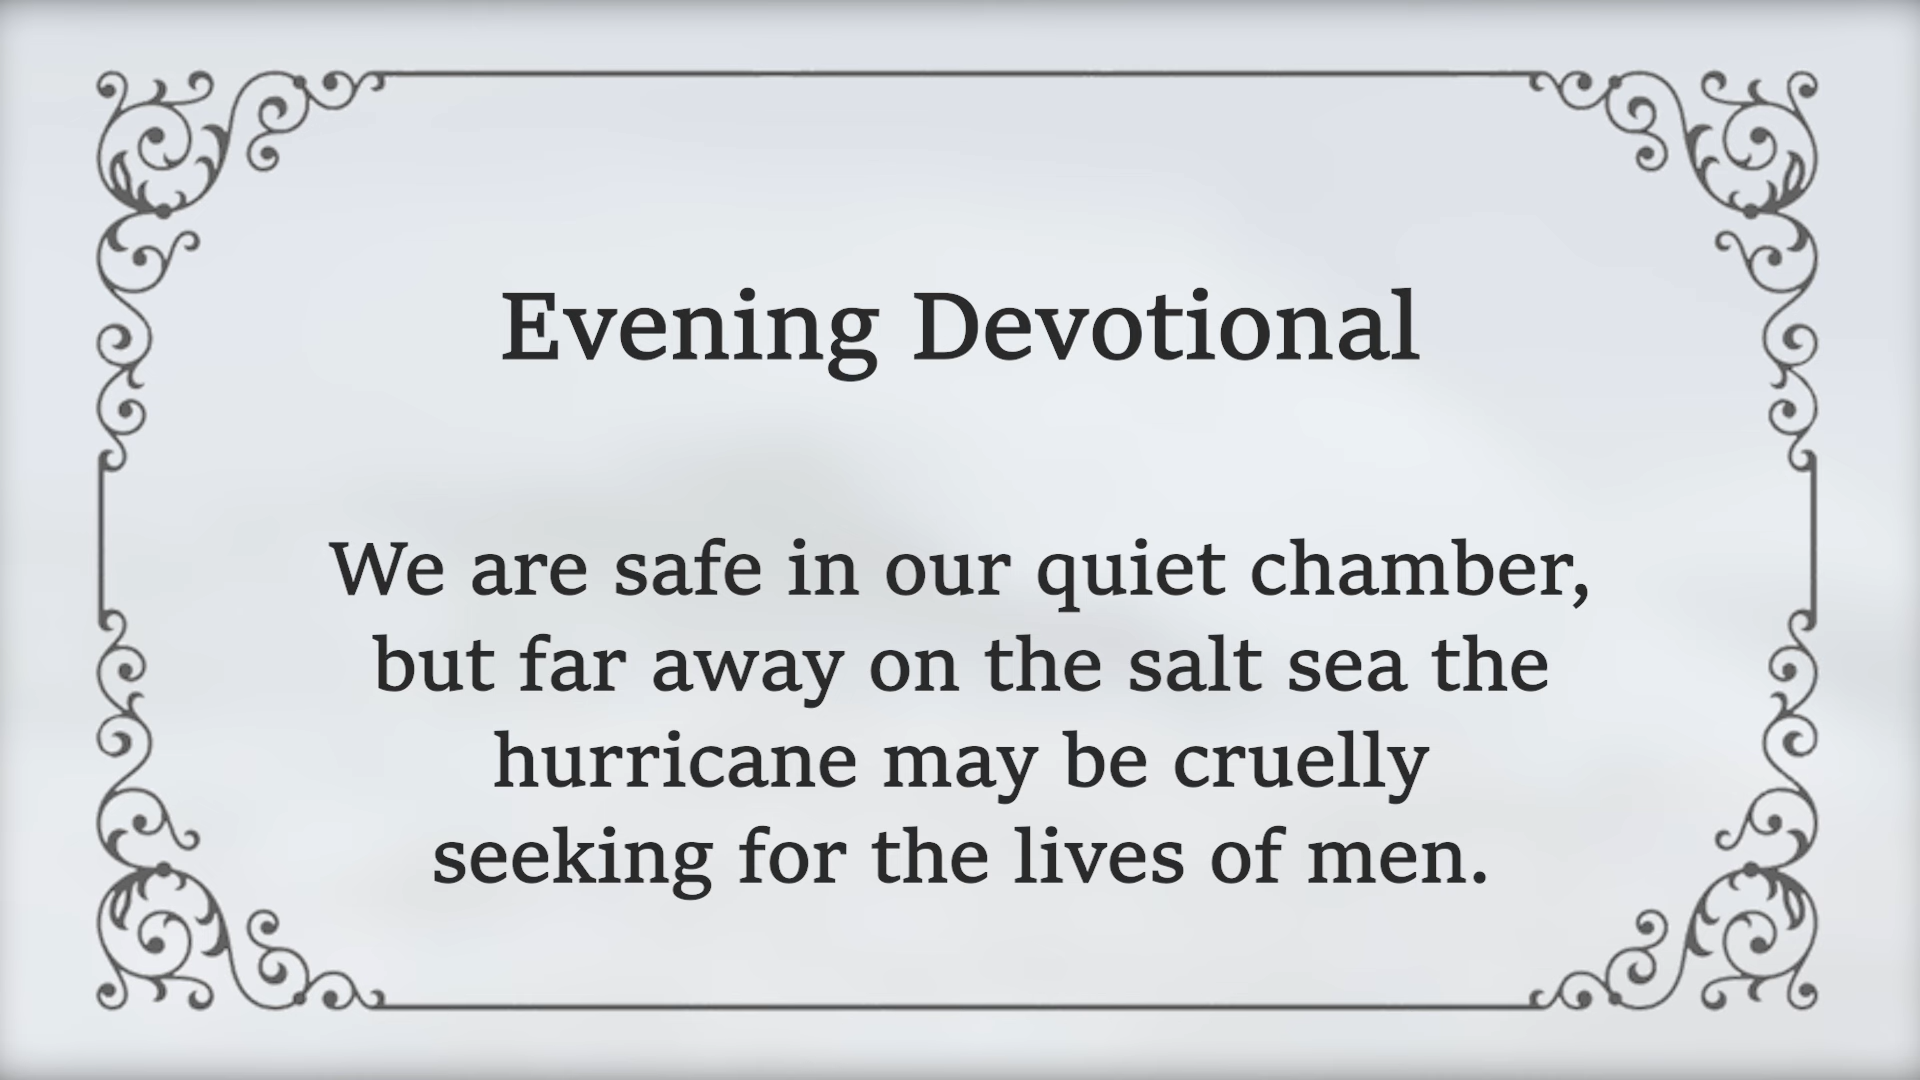 Evening Devotional
We are safe in our quiet chamber,
but far away on the salt sea the
hurricane may be cruelly
seeking for the lives of men.